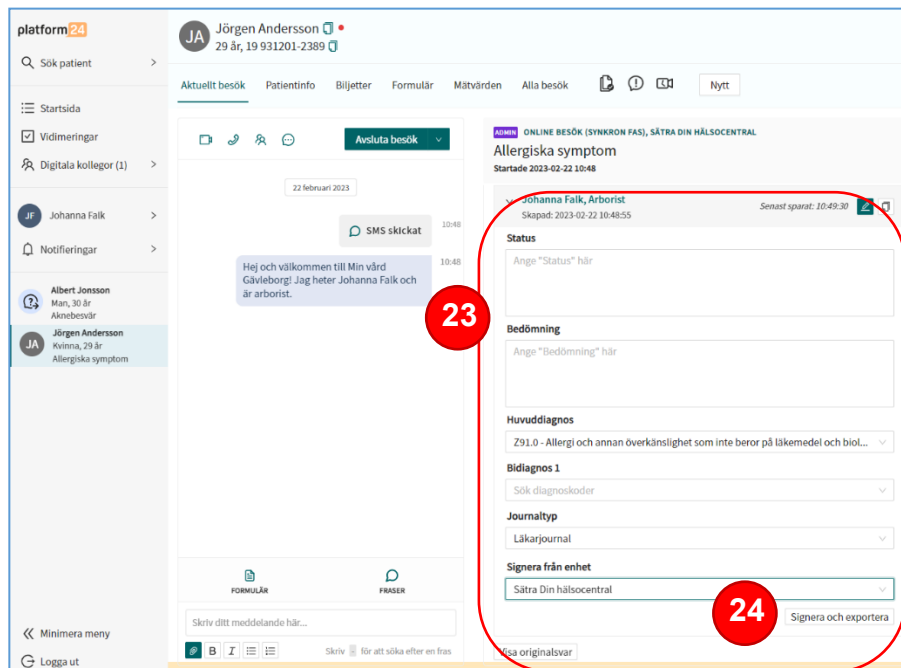 platform24
Sök patient
Startsida
Vidimeringar
Digitala kollegor (1)
JF Johanna Falk
Notifieringar
Albert Jonsson
Man, 30 år
Aknebesvär
JA Jörgen Andersson
Kvinna, 29 år
Allergiska symptom
Minimera meny
Logga ut
JA Jörgen Andersson
29 år, 19 931201-2389
Aktuellt besök Patientinfo Biljetter Formulär Mätvärden Alla besök Nytt
Avsluta besök
22 februari 2023
SMS skickat 10:48
Hej och välkommen till Min vård 10:48
Gävleborg! Jag heter Johanna Falk och
är arborist.
FORMULÄR FRASER
Skriv ditt meddelande här...
B I Skriv för att söka efter en fras
ADMIN ONLINE BESÖK (SYNKRON FAS), SÄTRA DIN HÄLSOCENTRAL
Allergiska symptom
Startade 2023-02-22 10:48
Johanna Falk, Arborist Senast sparat: 10:49:30
Skapad: 2023-02-22 10:48:55
Status
Ange "Status" här
23
Bedömning
Ange "Bedömning" här
Huvuddiagnos
Z91.0 - Allergi och annan överkänslighet som inte beror på läkemedel och biol...
Bidiagnos 1
Sök diagnoskoder
Journaltyp
Läkarjournal
Signera från enhet
Sätra Din hälsocentral
24
Signera och exportera
Visa originalsvar